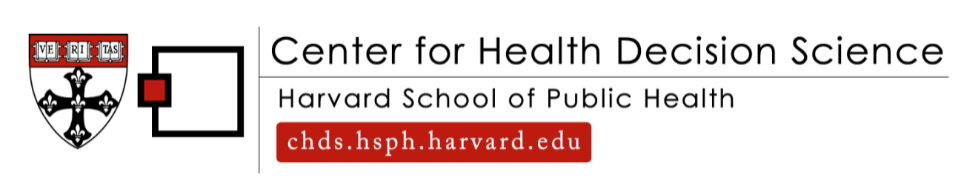 VE RI TAS
Center for Health Decision Science
Harvard School of Public Health
chds.hsph.harvard.edu